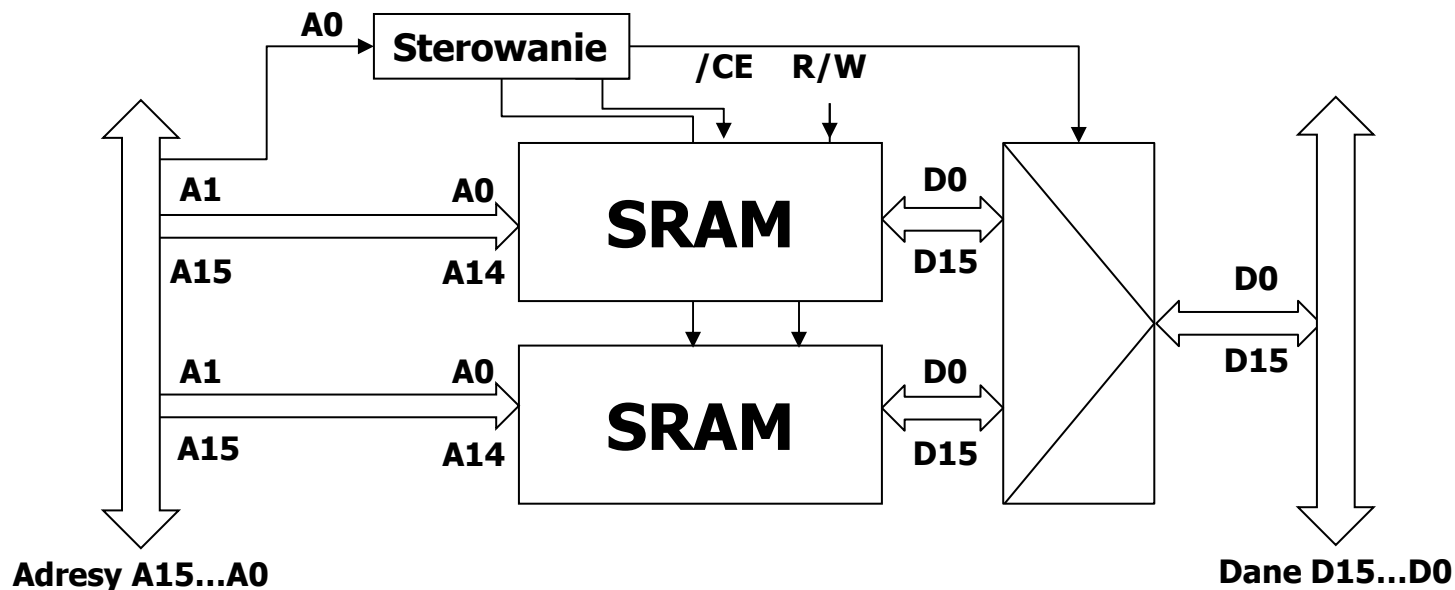 A0
Sterowanie
/CE R/W
A1 A0
SRAM
D0
D15
A15 A14
D0
D15
A1 A0
SRAM
D0
D15
A15 A14
Adresy A15...A0
Dane D15...D0